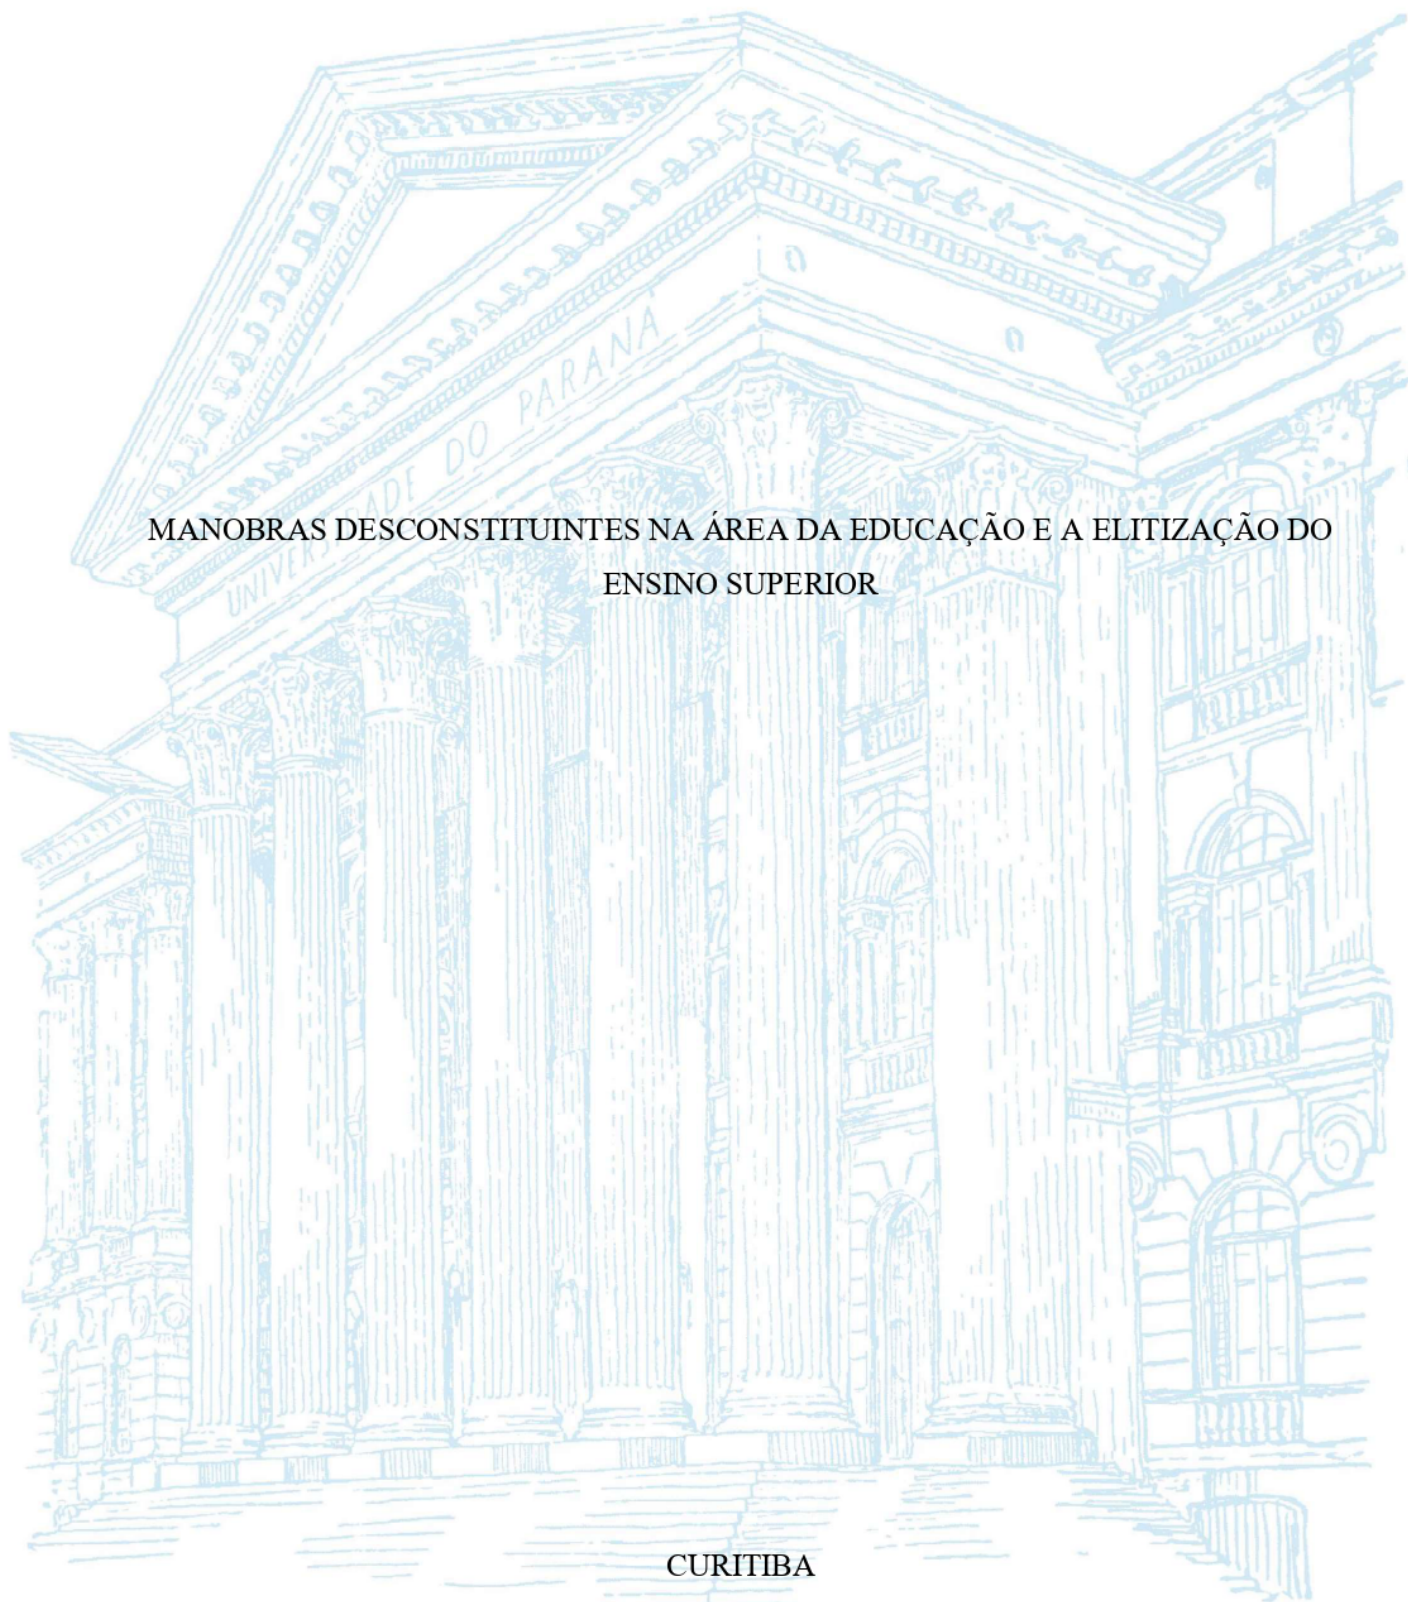 UNIVERSIDADE DO PARANÁ
MANOBRAS DESCONSTITUINTES NA ÁREA DA EDUCAÇÃO E A ELITIZAÇÃO DO
ENSINO SUPERIOR
CURITIBA